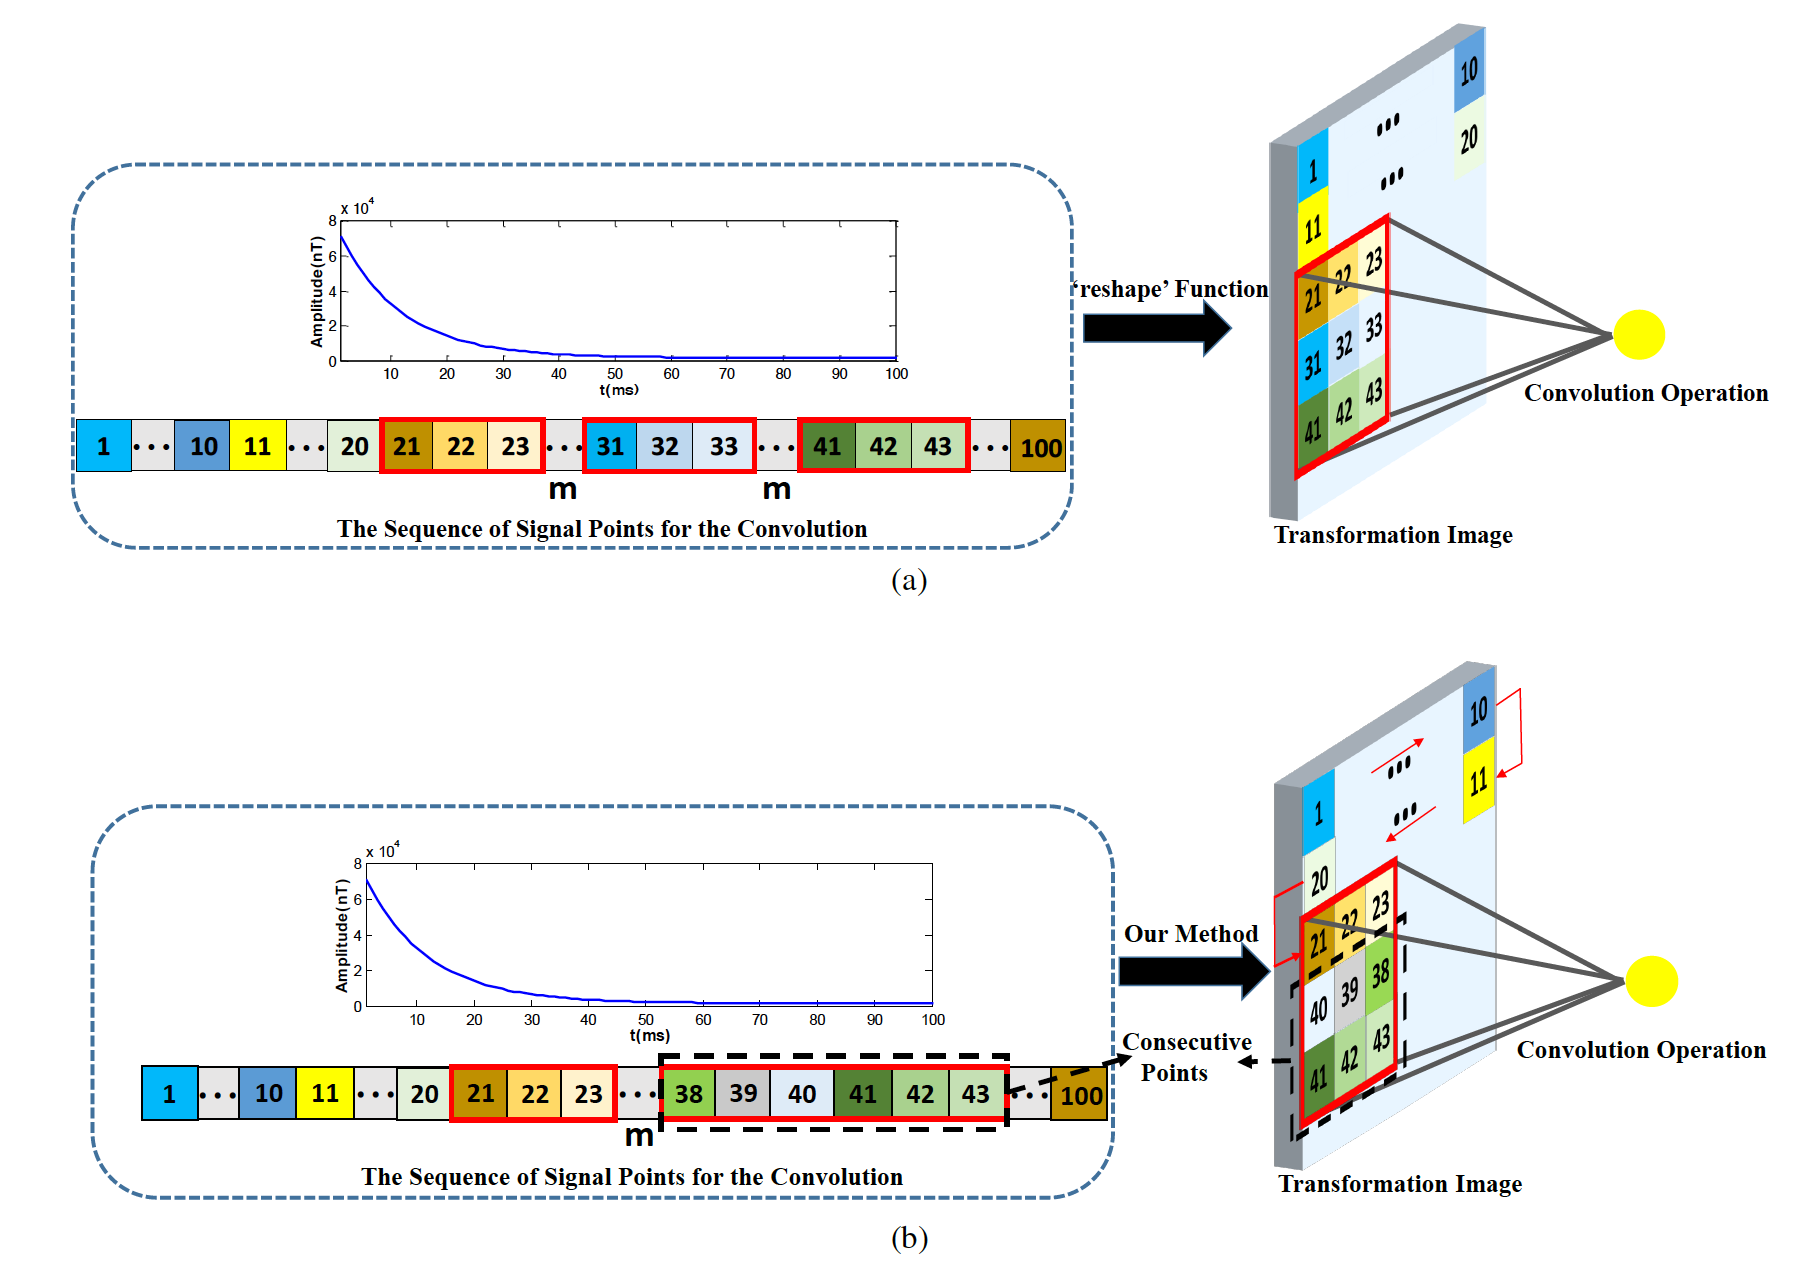 x 10^4
8
6
4
2
0
Amplitude(nT)
10 20 30 40 50 60 70 80 90 100
t(ms)
1 ... 10 11 ... 20 21 22 23 ... 31 32 33 ... 41 42 43 ... 100
m m
The Sequence of Signal Points for the Convolution
‘reshape’ Function
10
... 20
1 ...
11
21 22 23
31 32 33
41 42 43
Convolution Operation
Transformation Image
(a)
x 10^4
8
6
4
2
0
Amplitude(nT)
10 20 30 40 50 60 70 80 90 100
t(ms)
1 ... 10 11 ... 20 21 22 23 ... 38 39 40 41 42 43 ... 100
m
The Sequence of Signal Points for the Convolution
Our Method
Consecutive
Points
10
... 11
1 ...
20
21 22 23
40 39 38
41 42 43
Convolution Operation
Transformation Image
(b)